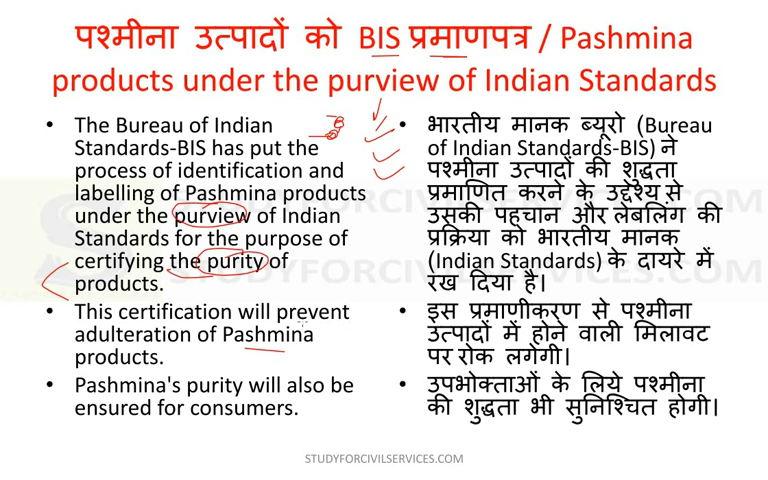 पश्मीना उत्पादों को BIS प्रमाणपत्र / Pashmina
products under the purview of Indian Standards
• The Bureau of Indian
Standards-BIS has put the
process of identification and
labelling of Pashmina products
under the purview of Indian
Standards for the purpose of
certifying the purity of
products.
• This certification will prevent
adulteration of Pashmina
products.
• Pashmina's purity will also be
ensured for consumers.
• भारतीय मानक ब्यूरो (Bureau
of Indian Standards-BIS) ने
पश्मीना उत्पादों की शुद्धता
प्रमाणित करने के उद्देश्य से
उसकी पहचान और लेबलिंग की
प्रक्रिया को भारतीय मानक
(Indian Standards) के दायरे में
रख दिया है।
• इस प्रमाणीकरण से पश्मीना
उत्पादों में होने वाली मिलावट
पर रोक लगेगी।
• उपभोक्ताओं के लिये पश्मीना
की शुद्धता भी सुनिश्चित होगी।
STUDYFORCIVILSERVICES.COM